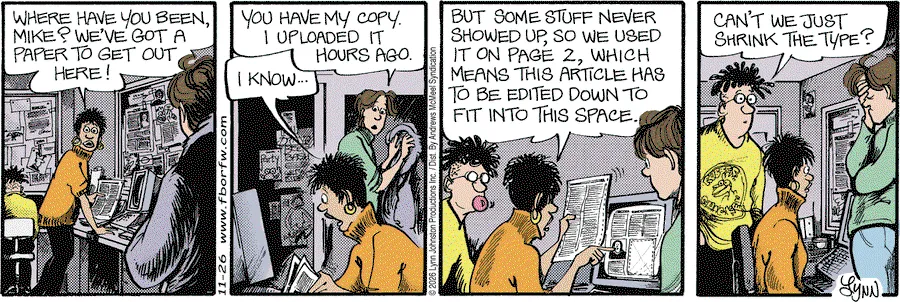 WHERE HAVE YOU BEEN,
MIKE? WE'VE GOT A
PAPER TO GET OUT
HERE!
11-26 www.fborfw.com
YOU HAVE MY COPY.
I UPLOADED IT
HOURS AGO.
I KNOW...
Party
© 2026 Lynn Johnston Productions Inc. / Dist. By Andrews McMeel Syndication
BUT SOME STUFF NEVER
SHOWED UP, SO WE USED
IT ON PAGE 2, WHICH
MEANS THIS ARTICLE HAS
TO BE EDITED DOWN TO
FIT INTO THIS SPACE.
CAN'T WE JUST
SHRINK THE TYPE?
LYNN